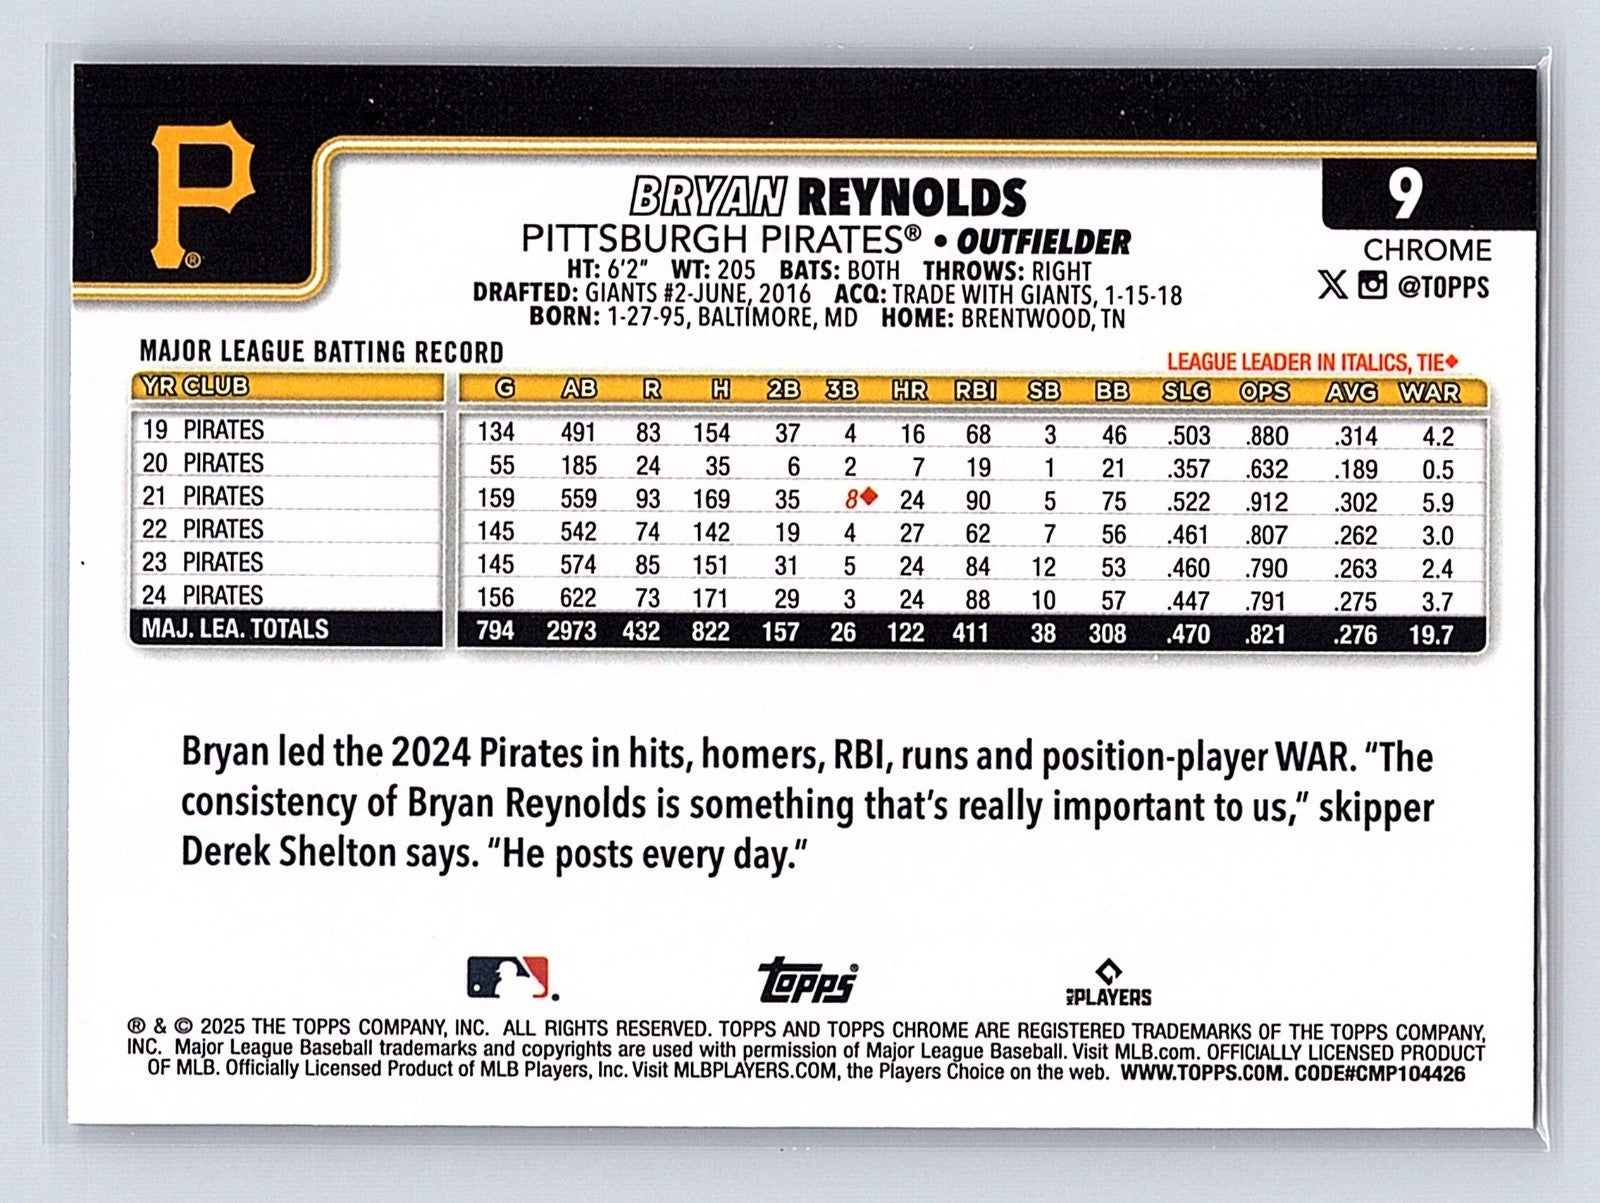 P®
9
BRYAN REYNOLDS
PITTSBURGH PIRATES® • OUTFIELDER
CHROME
HT: 6'2" WT: 205 BATS: BOTH THROWS: RIGHT
X @TOPPS
DRAFTED: GIANTS #2-JUNE, 2016 ACQ: TRADE WITH GIANTS, 1-15-18
BORN: 1-27-95, BALTIMORE, MD HOME: BRENTWOOD, TN
MAJOR LEAGUE BATTING RECORD
LEAGUE LEADER IN ITALICS, TIE◆
YR CLUB G AB R H 2B 3B HR RBI SB BB SLG OPS AVG WAR
19 PIRATES 134 491 83 154 37 4 16 68 3 46 .503 .880 .314 4.2
20 PIRATES 55 185 24 35 6 2 7 19 1 21 .357 .632 .189 0.5
21 PIRATES 159 559 93 169 35 8◆ 24 90 5 75 .522 .912 .302 5.9
22 PIRATES 145 542 74 142 19 4 27 62 7 56 .461 .807 .262 3.0
23 PIRATES 145 574 85 151 31 5 24 84 12 53 .460 .790 .263 2.4
24 PIRATES 156 622 73 171 29 3 24 88 10 57 .447 .791 .275 3.7
MAJ. LEA. TOTALS 794 2973 432 822 157 26 122 411 38 308 .470 .821 .276 19.7
Bryan led the 2024 Pirates in hits, homers, RBI, runs and position-player WAR. "The
consistency of Bryan Reynolds is something that's really important to us," skipper
Derek Shelton says. "He posts every day."
Topps®
MLB PLAYERS
® & © 2025 THE TOPPS COMPANY, INC. ALL RIGHTS RESERVED. TOPPS AND TOPPS CHROME ARE REGISTERED TRADEMARKS OF THE TOPPS COMPANY,
INC. Major League Baseball trademarks and copyrights are used with permission of Major League Baseball. Visit MLB.com. OFFICIALLY LICENSED PRODUCT
OF MLB. Officially Licensed Product of MLB Players, Inc. Visit MLBPLAYERS.COM, the Players Choice on the web. WWW.TOPPS.COM. CODE#CMP104426